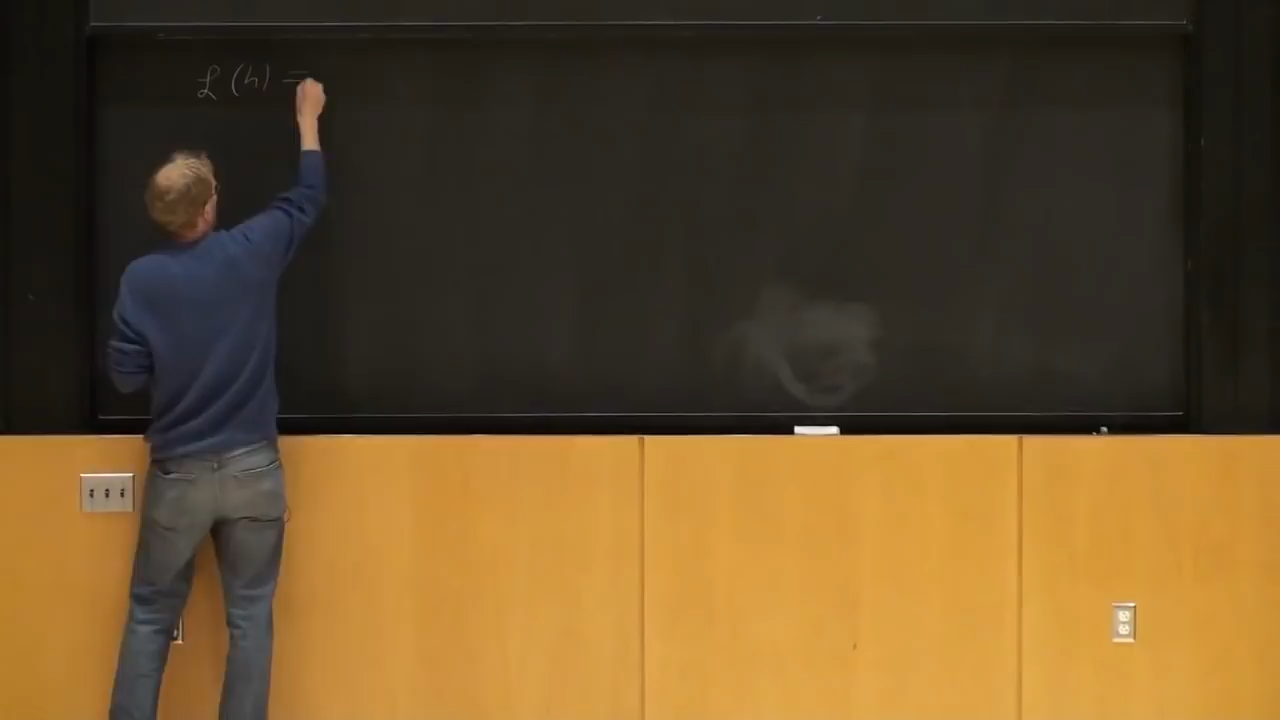 ℒ (h) =